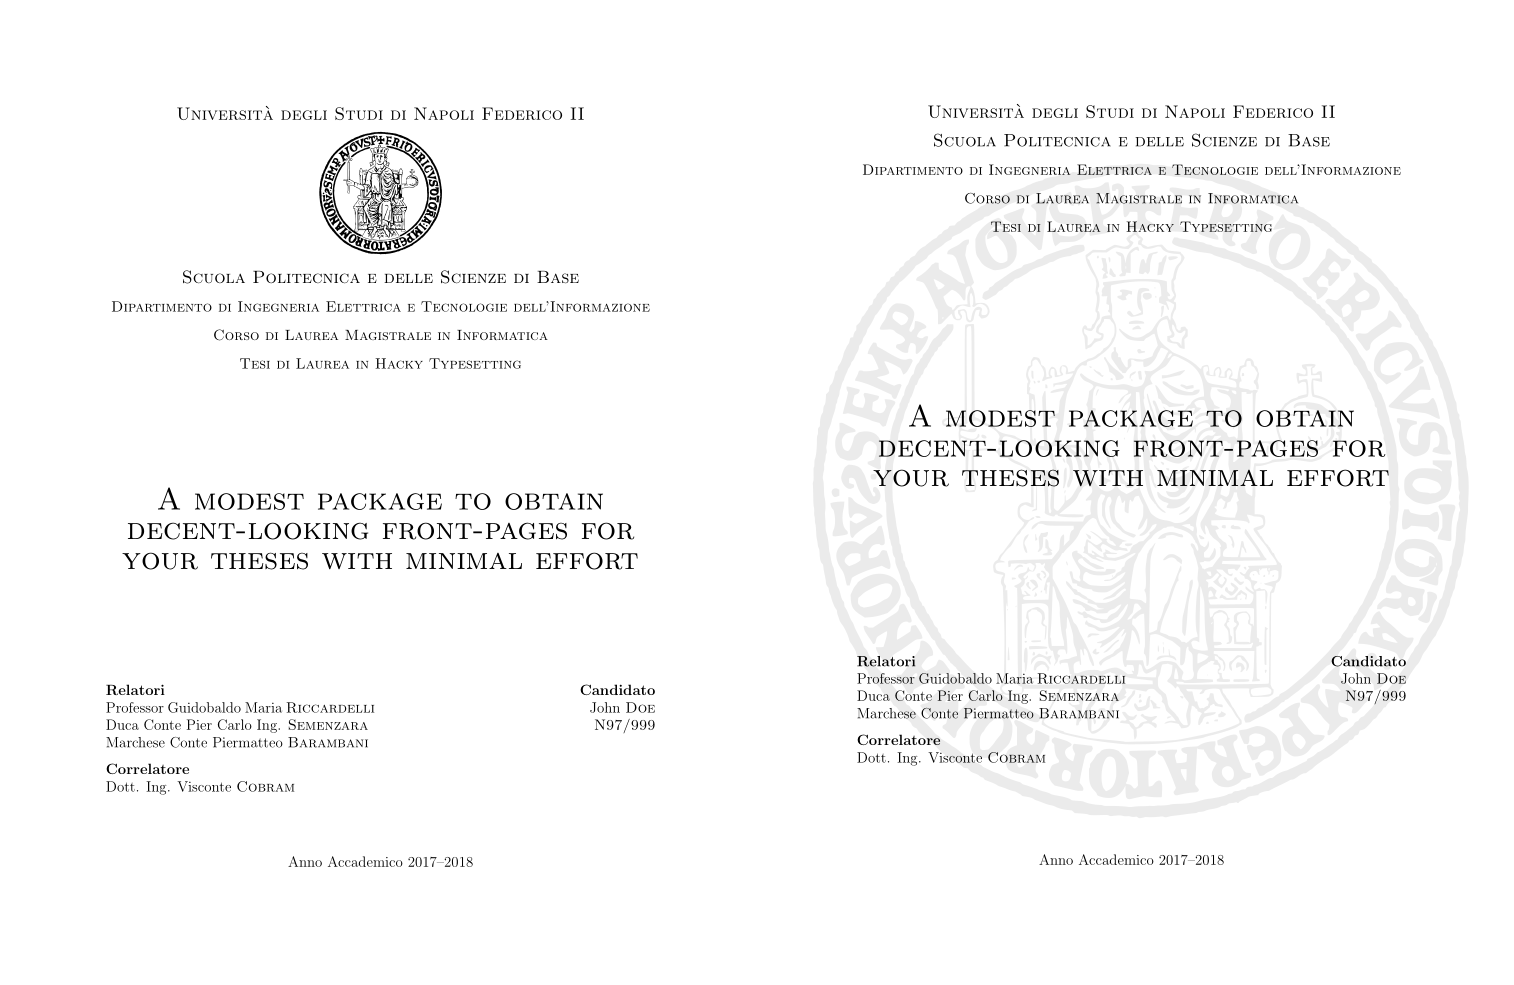 Università degli Studi di Napoli Federico II
SEMP AVGVST FRIDERICVS
ROMANORV IMPERATOR
Scuola Politecnica e delle Scienze di Base
Dipartimento di Ingegneria Elettrica e Tecnologie dell'Informazione
Corso di Laurea Magistrale in Informatica
Tesi di Laurea in Hacky Typesetting
A modest package to obtain
decent-looking front-pages for
your theses with minimal effort
Relatori
Professor Guidobaldo Maria Riccardelli
Duca Conte Pier Carlo Ing. Semenzara
Marchese Conte Piermatteo Barambani
Correlatore
Dott. Ing. Visconte Cobram
Candidato
John Doe
N97/999
Anno Accademico 2017–2018
Università degli Studi di Napoli Federico II
Scuola Politecnica e delle Scienze di Base
Dipartimento di Ingegneria Elettrica e Tecnologie dell'Informazione
Corso di Laurea Magistrale in Informatica
Tesi di Laurea in Hacky Typesetting
A modest package to obtain
decent-looking front-pages for
your theses with minimal effort
Relatori
Professor Guidobaldo Maria Riccardelli
Duca Conte Pier Carlo Ing. Semenzara
Marchese Conte Piermatteo Barambani
Correlatore
Dott. Ing. Visconte Cobram
Candidato
John Doe
N97/999
Anno Accademico 2017–2018